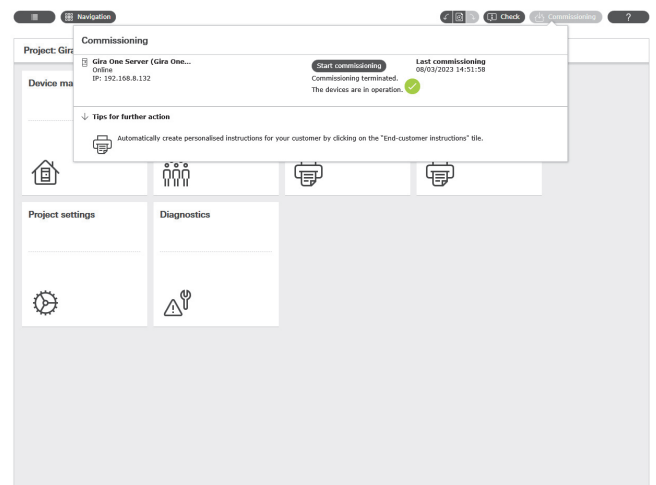 Navigation
Check
Commissioning
?
Commissioning
Project: Gira
Gira One Server (Gira One...
Online
IP: 192.168.8.132
Start commissioning
Commissioning terminated.
The devices are in operation.
Last commissioning
08/03/2023 14:51:58
Device ma
Tips for further action
Automatically create personalised instructions for your customer by clicking on the "End-customer instructions" tile.
Project settings
Diagnostics